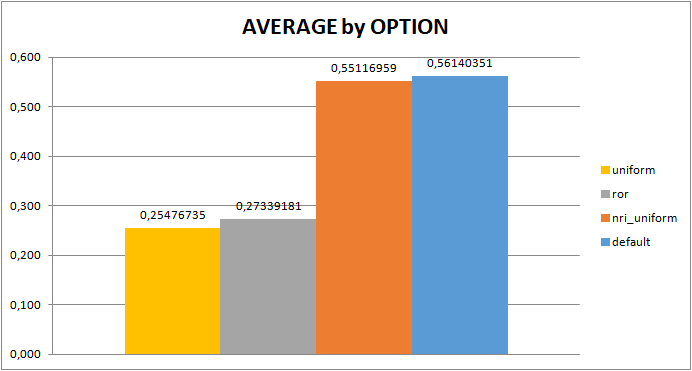 AVERAGE by OPTION
0,600
0,500
0,400
0,300
0,200
0,100
0,000
0,25476735
0,27339181
0,55116959
0,56140351
uniform
ror
nri_uniform
default